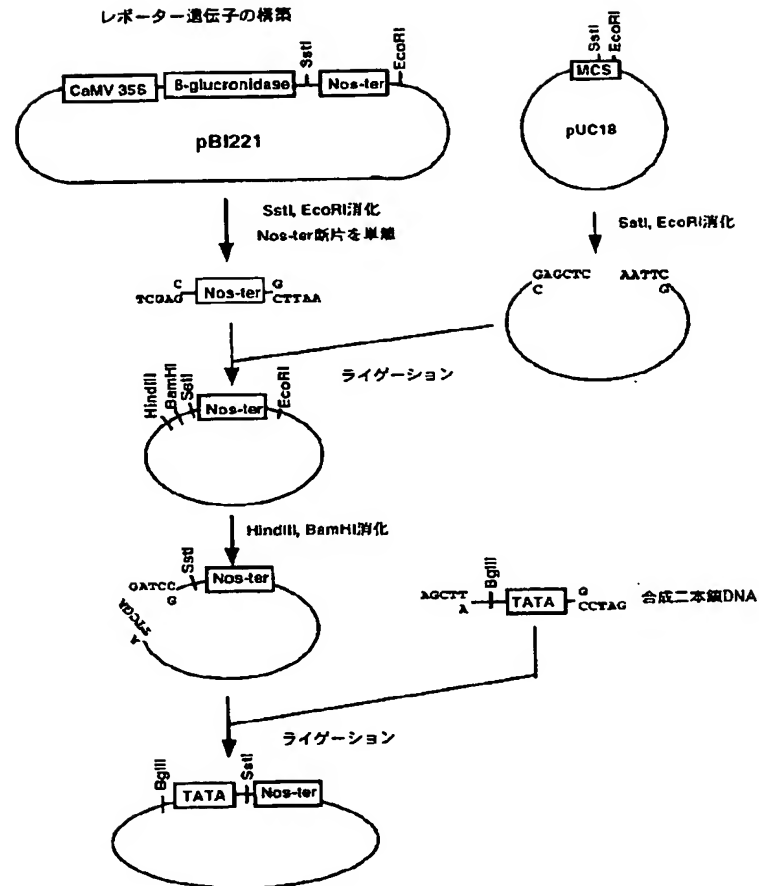 レポーター遺伝子の構築
SstI
EcoRI
CaMV 35S
B-glucronidase
Nos-ter
pBI221
SstI
EcoRI
MCS
pUC18
SstI, EcoRI消化
Nos-ter断片を単離
SstI, EcoRI消化
C
TCGAG
Nos-ter
G
CTTAA
GAGCTC
C
AATTC
G
ライゲーション
HindIII
BamHI
SstI
Nos-ter
EcoRI
HindIII, BamHI消化
GATCC
G
SstI
Nos-ter
TTCGA
A
AGCTT
A
BglII
TATA
G
CCTAG
合成二本鎖DNA
ライゲーション
BglII
TATA
SstI
Nos-ter